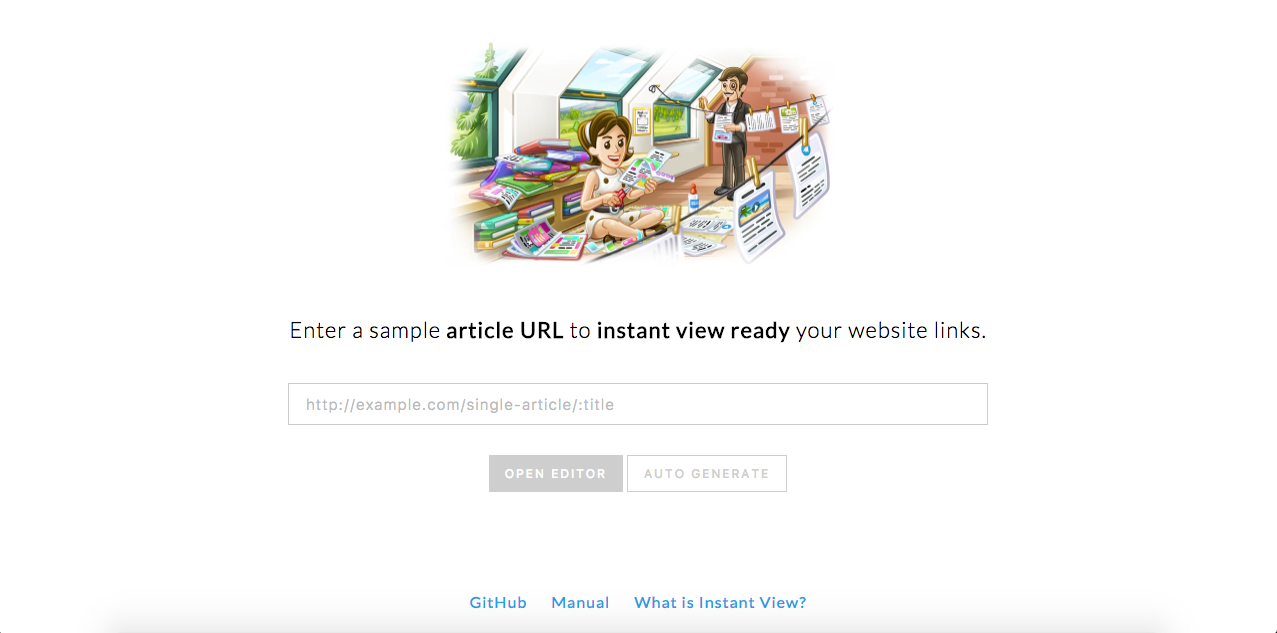 Enter a sample article URL to instant view ready your website links.
http://example.com/single-article/:title
OPEN EDITOR AUTO GENERATE
GitHub Manual What is Instant View?